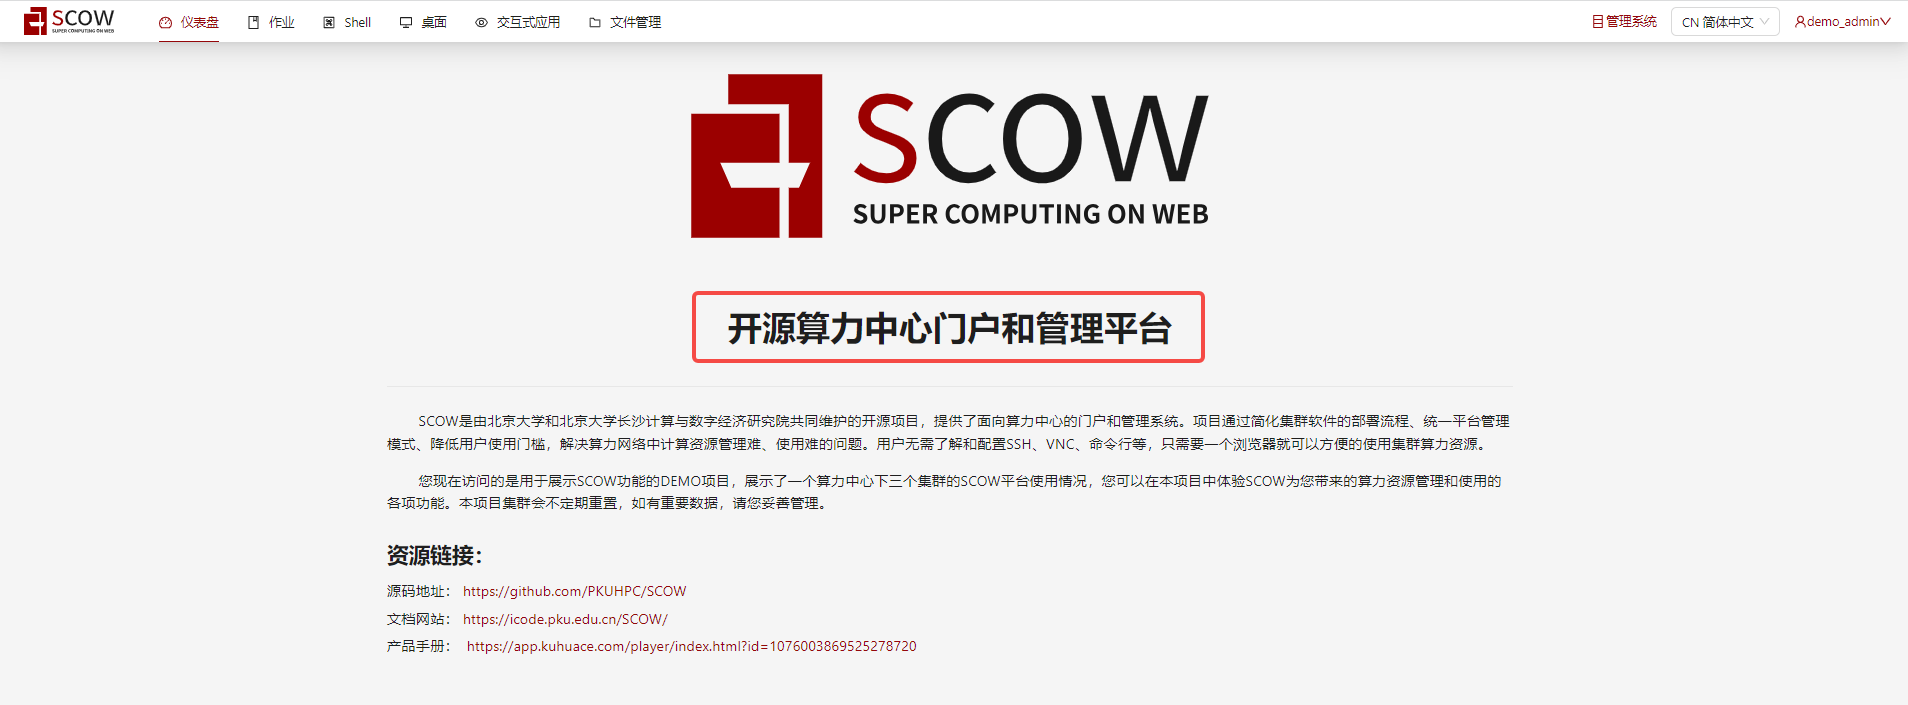 SCOW
SUPER COMPUTING ON WEB
仪表盘 作业 Shell 桌面 交互式应用 文件管理 管理系统 CN 简体中文 demo_admin
SCOW
SUPER COMPUTING ON WEB
开源算力中心门户和管理平台
SCOW是由北京大学和北京大学长沙计算与数字经济研究院共同维护的开源项目，提供了面向算力中心的门户和管理系统。项目通过简化集群软件的部署流程、统一平台管理
模式、降低用户使用门槛，解决算力网络中计算资源管理难、使用难的问题。用户无需了解和配置SSH、VNC、命令行等，只需要一个浏览器就可以方便的使用集群算力资源。
您现在访问的是用于展示SCOW功能的DEMO项目，展示了一个算力中心下三个集群的SCOW平台使用情况，您可以在本项目中体验SCOW为您带来的算力资源管理和使用的
各项功能。本项目集群会不定期重置，如有重要数据，请您妥善管理。
资源链接：
源码地址： https://github.com/PKUHPC/SCOW
文档网站： https://icode.pku.edu.cn/SCOW/
产品手册： https://app.kuhuace.com/player/index.html?id=1076003869525278720